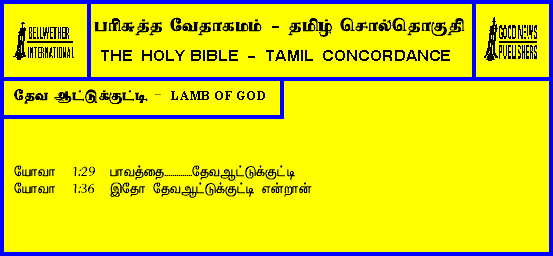 BELLWETHER
INTERNATIONAL
பரிசுத்த வேதாகமம் - தமிழ் சொல்தொகுதி
THE HOLY BIBLE - TAMIL CONCORDANCE
GOOD NEWS
PUBLISHERS
தேவ ஆட்டுக்குட்டி - LAMB OF GOD
யோவா 1:29 பாவத்தை............தேவஆட்டுக்குட்டி
யோவா 1:36 இதோ தேவஆட்டுக்குட்டி என்றான்